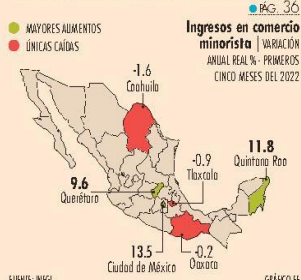 PÁG. 36
MAYORES AUMENTOS
ÚNICAS CAÍDAS
Ingresos en comercio
minorista | VARIACIÓN
ANUAL REAL % - PRIMEROS
CINCO MESES DEL 2022
-1.6
Coahuila
-0.9
Tlaxcala
11.8
Quintana Roo
9.6
Querétaro
13.5
Ciudad de México
-0.2
Oaxaca
FUENTE: INEGI
GRÁFICO EE